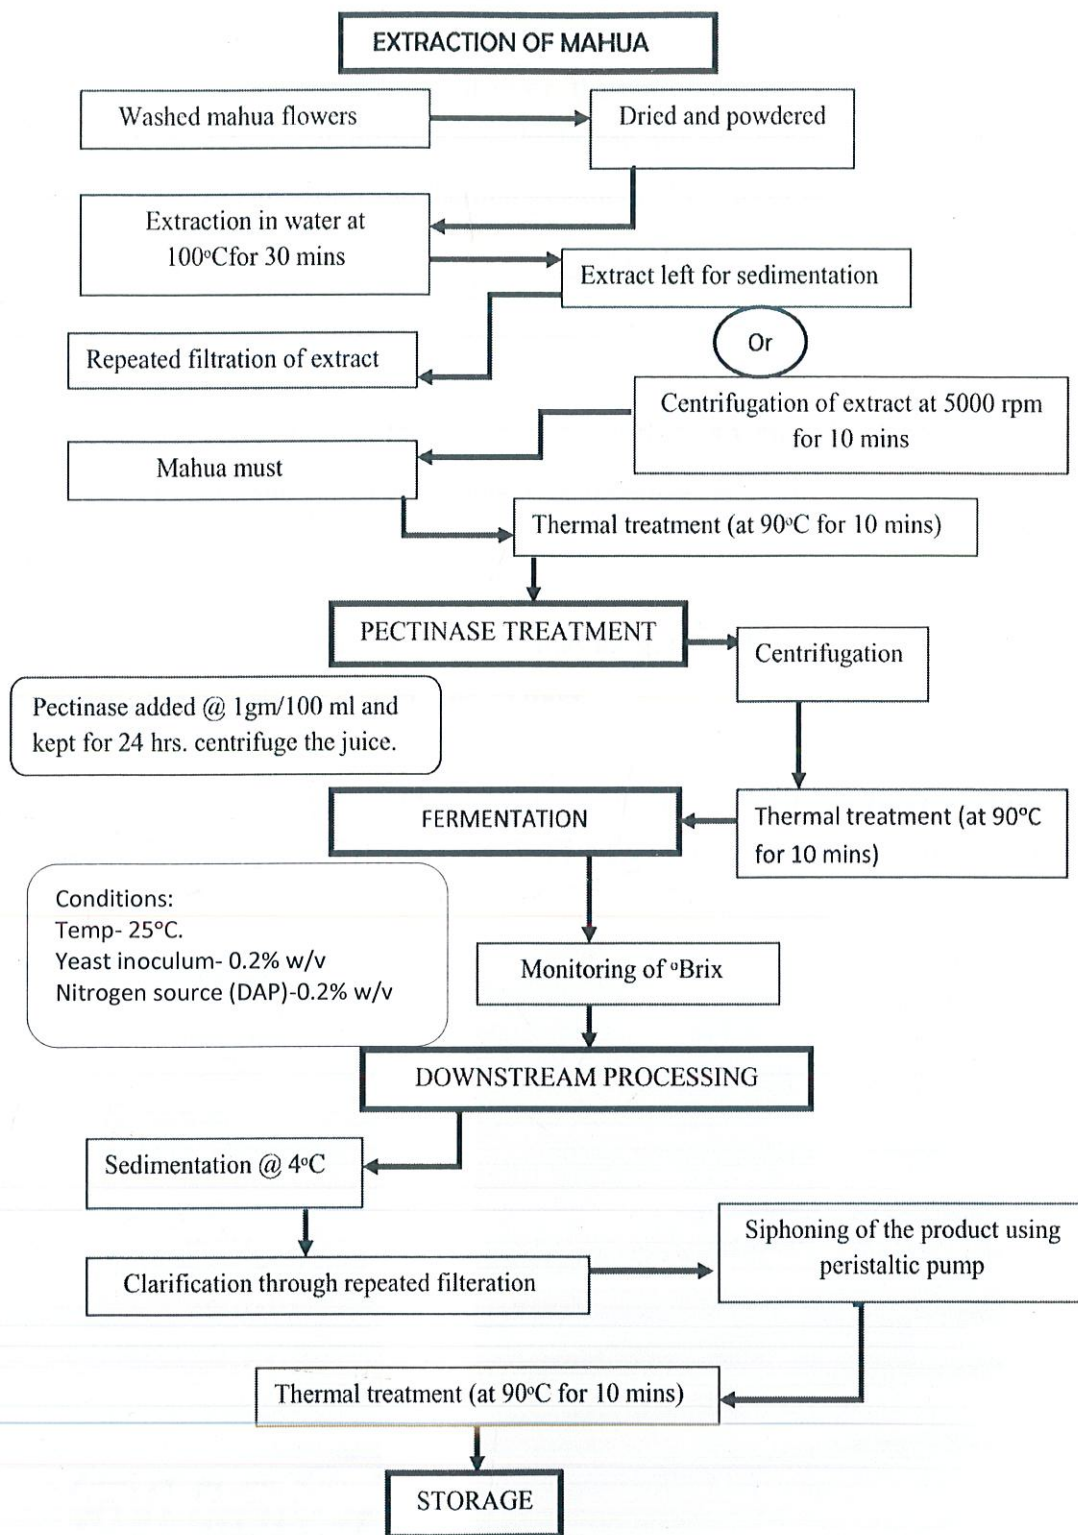 EXTRACTION OF MAHUA
Washed mahua flowers
Dried and powdered
Extraction in water at
100°Cfor 30 mins
Extract left for sedimentation
Or
Repeated filtration of extract
Centrifugation of extract at 5000 rpm
for 10 mins
Mahua must
Thermal treatment (at 90°C for 10 mins)
PECTINASE TREATMENT
Centrifugation
Pectinase added @ 1gm/100 ml and
kept for 24 hrs. centrifuge the juice.
Thermal treatment (at 90°C
for 10 mins)
FERMENTATION
Conditions:
Temp- 25°C.
Yeast inoculum- 0.2% w/v
Nitrogen source (DAP)-0.2% w/v
Monitoring of °Brix
DOWNSTREAM PROCESSING
Sedimentation @ 4°C
Clarification through repeated filteration
Siphoning of the product using
peristaltic pump
Thermal treatment (at 90°C for 10 mins)
STORAGE